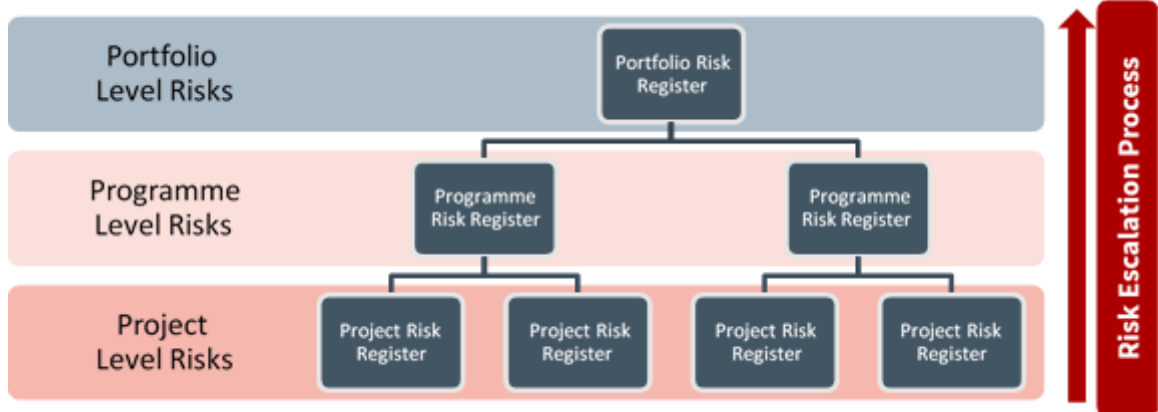 Portfolio
Level Risks
Portfolio Risk
Register
Programme
Level Risks
Programme
Risk Register
Programme
Risk Register
Project
Level Risks
Project Risk
Register
Project Risk
Register
Project Risk
Register
Project Risk
Register
Risk Escalation Process